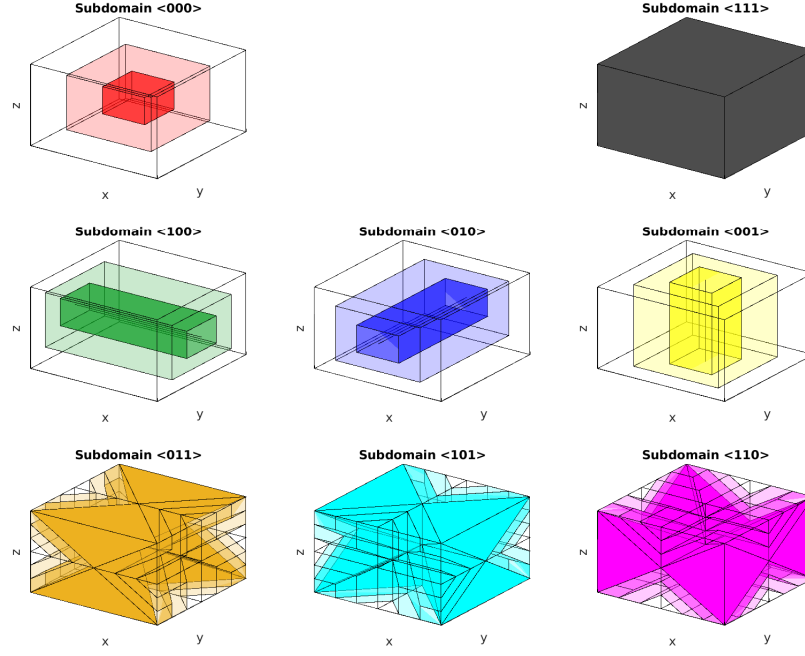 Subdomain <000>
Subdomain <111>
z
x
y
z
x
y
Subdomain <100>
Subdomain <010>
Subdomain <001>
z
x
y
z
x
y
z
x
y
Subdomain <011>
Subdomain <101>
Subdomain <110>
z
x
y
z
x
y
z
x
y